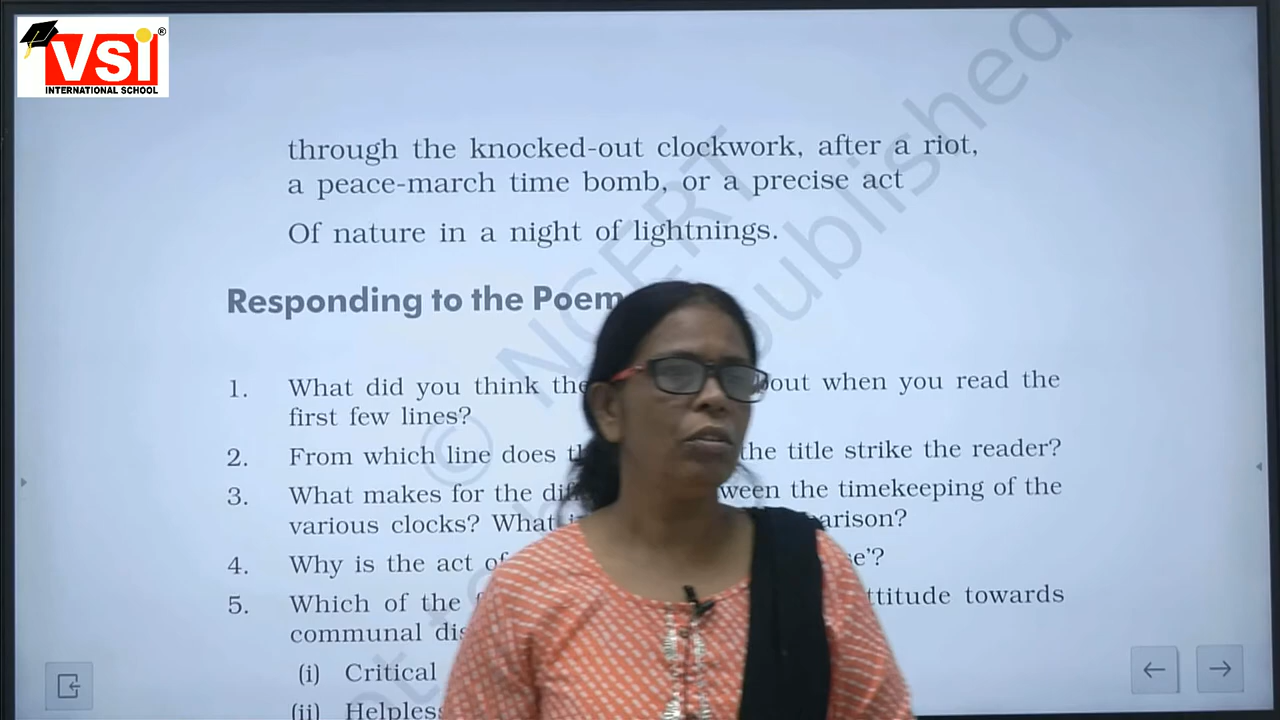 VSI ®
INTERNATIONAL SCHOOL
through the knocked-out clockwork, after a riot,
a peace-march time bomb, or a precise act
Of nature in a night of lightnings.
Responding to the Poem
1. What did you think the out when you read the
first few lines?
2. From which line does the title strike the reader?
3. What makes for the ween the timekeeping of the
various clocks? What arison?
4. Why is the act of e’?
5. Which of the ttitude towards
communal
(i) Critical
(ii) Helpless
© NCERT
not published